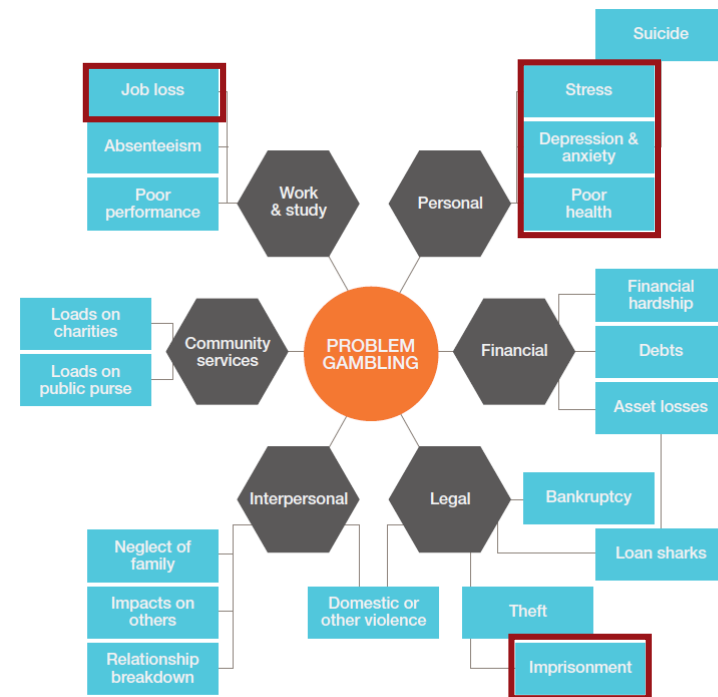 Suicide
Job loss
Stress
Absenteeism
Depression &
anxiety
Poor
performance
Work
& study
Personal
Poor
health
Financial
hardship
Loads on
charities
Community
services
PROBLEM
GAMBLING
Financial
Debts
Loads on
public purse
Asset losses
Interpersonal
Legal
Bankruptcy
Neglect of
family
Loan sharks
Impacts on
others
Domestic or
other violence
Theft
Relationship
breakdown
Imprisonment